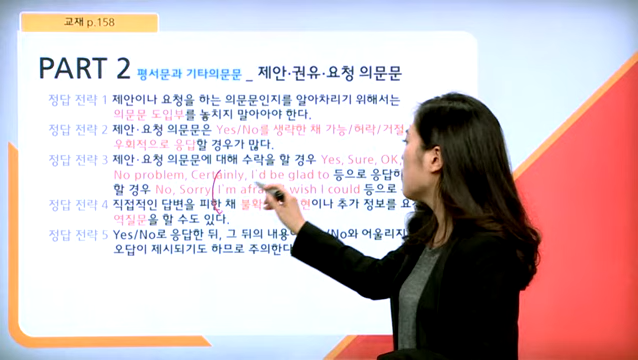 교재 p.158
PART 2 평서문과 기타의문문 _ 제안·권유·요청 의문문
정답 전략 1 제안이나 요청을 하는 의문문인지를 알아차리기 위해서는
의문문 도입부를 놓치지 말아야 한다.
정답 전략 2 제안·요청 의문문은 Yes/No를 생략한 채 가능/허락/거절
우회적으로 응답할 경우가 많다.
정답 전략 3 제안·요청 의문문에 대해 수락을 할 경우 Yes, Sure, OK,
No problem, Certainly, I'd be glad to 등으로 응답하
할 경우 No, Sorry, I'm wish I could 등으로
정답 전략 4 직접적인 답변을 피한 채 이나 추가 정보를
역질문을 할 수도 있다.
정답 전략 5 Yes/No로 응답한 뒤, 그 뒤의 내용 No와 어울리지
오답이 제시되기도 하므로 주의한다